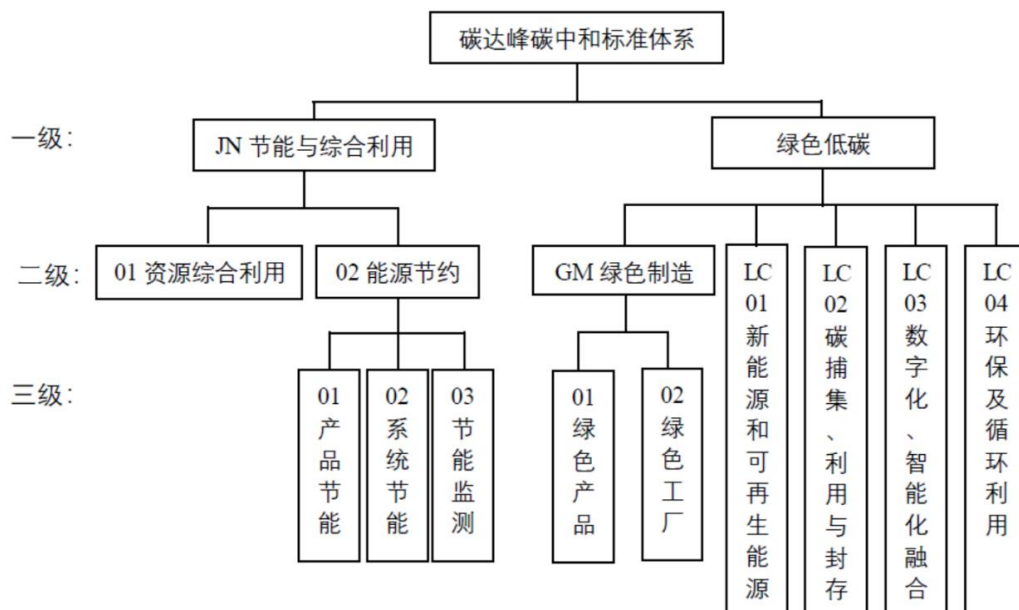 碳达峰碳中和标准体系
一级：
JN 节能与综合利用
绿色低碳
二级：
01 资源综合利用
02 能源节约
GM 绿色制造
LC 01 新能源和可再生能源
LC 02 碳捕集、利用与封存
LC 03 数字化、智能化融合
LC 04 环保及循环利用
三级：
01 产品节能
02 系统节能
03 节能监测
01 绿色产品
02 绿色工厂